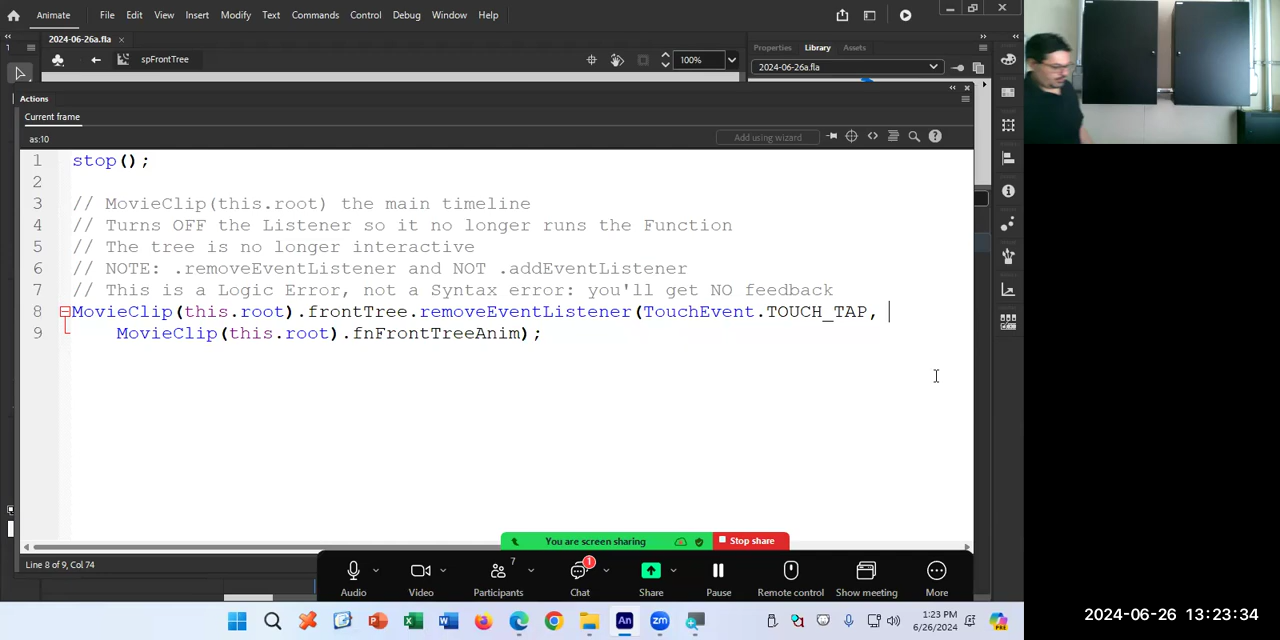 Animate
File Edit View Insert Modify Text Commands Control Debug Window Help
2024-06-26a.fla
spFrontTree
100%
Properties Library Assets
2024-06-26a.fla
Actions
Current frame
as:10
Add using wizard
1 stop();
2
3 // MovieClip(this.root) the main timeline
4 // Turns OFF the Listener so it no longer runs the Function
5 // The tree is no longer interactive
6 // NOTE: .removeEventListener and NOT .addEventListener
7 // This is a Logic Error, not a Syntax error: you'll get NO feedback
8 MovieClip(this.root).frontTree.removeEventListener(TouchEvent.TOUCH_TAP,
9 MovieClip(this.root).fnFrontTreeAnim);
You are screen sharing Stop share
Line 8 of 9, Col 74
7
1
Audio Video Participants Chat Share Pause Remote control Show meeting More
1:23 PM
6/26/2024
2024-06-26 13:23:34